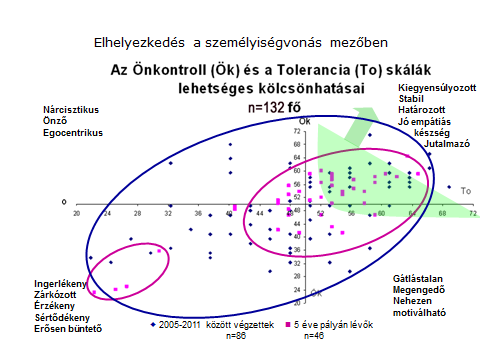 Elhelyezkedés a személyiségvonás mezőben
Az Önkontroll (Ök) és a Tolerancia (To) skálák
lehetséges kölcsönhatásai
n=132 fő
Nárcisztikus
Önző
Egocentrikus
Kiegyensúlyozott
Stabil
Határozott
Jó empátiás
készség
Jutalmazó
Ök
72
68
64
60
56
52
48
44
40
36
32
28
24
20
o
To
20 24 28 32 36 40 44 48 52 56 60 64 68 72
Ök
Ingerlékeny
Zárkózott
Érzékeny
Sértődékeny
Erősen büntető
Gátlástalan
Megengedő
Nehezen
motiválható
2005-2011 között végzettek
n=86
5 éve pályán lévők
n=46